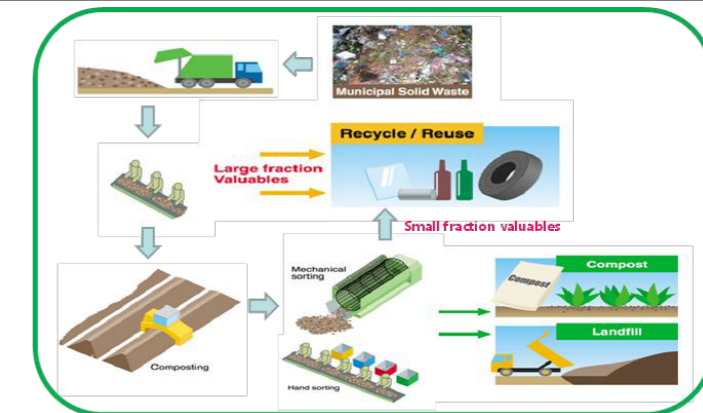 Municipal Solid Waste
Recycle / Reuse
Large fraction
Valuables
Small fraction valuables
Mechanical
sorting
Compost
Compost
Landfill
Composting
Hand sorting